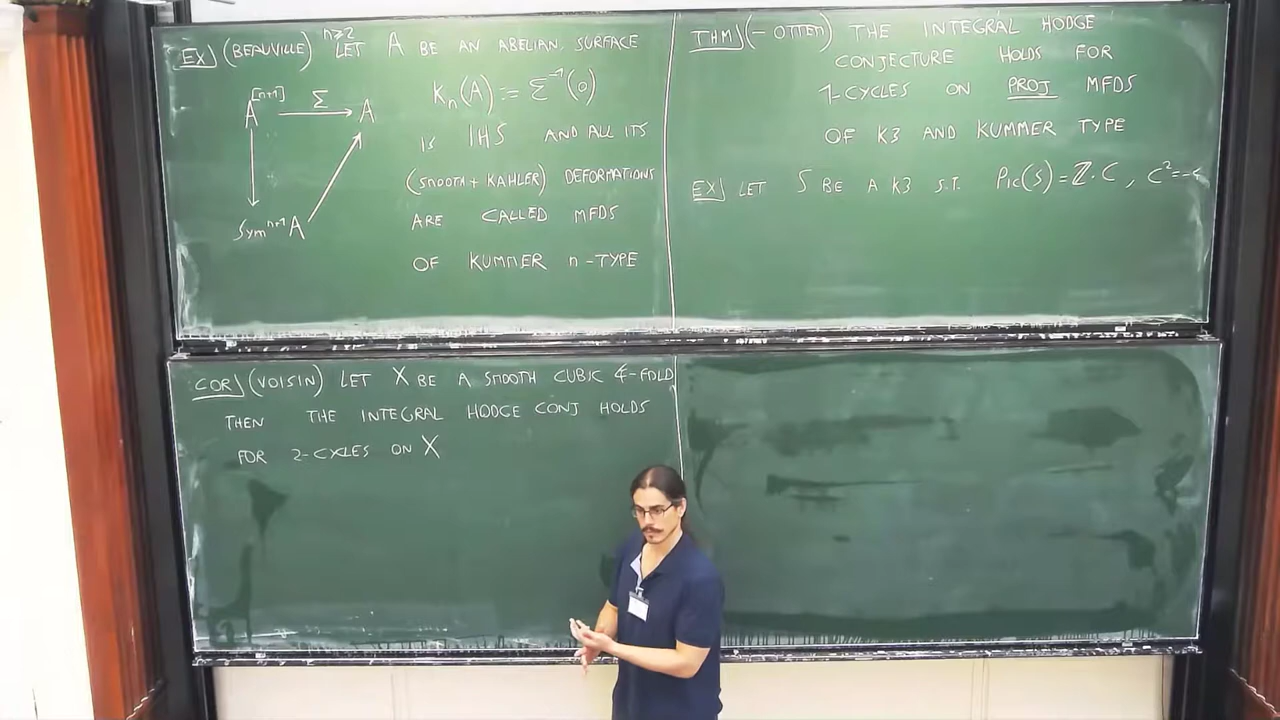 EX) (BEAUVILLE) n≥2 LET A BE AN ABELIAN SURFACE
A^[n+1] Σ A
K_n(A) := Σ^-1(0)
IS IHS AND ALL ITS
(SMOOTH + KAHLER) DEFORMATIONS
ARE CALLED MFDS
Sym^n+1 A
OF KUMMER n-TYPE
THM) (- OTTEM) THE INTEGRAL HODGE
CONJECTURE HOLDS FOR
1-CYCLES ON PROJ MFDS
OF K3 AND KUMMER TYPE
EX) LET S BE A K3 S.T. Pic(S) = ℤ·C, C²=-
COR) (VOISIN) LET X BE A SMOOTH CUBIC 4-FOLD
THEN THE INTEGRAL HODGE CONJ HOLDS
FOR 2-CYCLES ON X